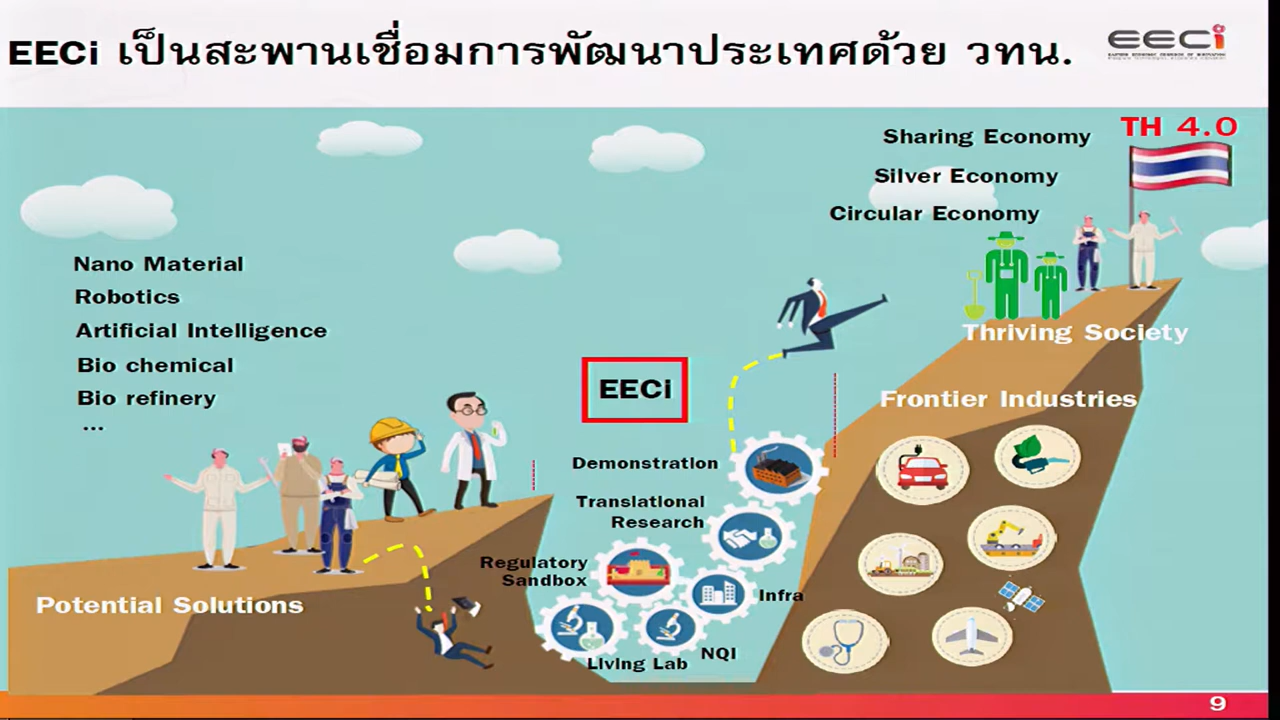 EECi เป็นสะพานเชื่อมการพัฒนาประเทศด้วย วทน.
eeci
TH 4.0
Sharing Economy
Silver Economy
Circular Economy
Nano Material
Robotics
Artificial Intelligence
Bio chemical
Bio refinery
...
EECi
Thriving Society
Frontier Industries
Demonstration
Translational
Research
Regulatory
Sandbox
Infra
Potential Solutions
NQI
Living Lab
9